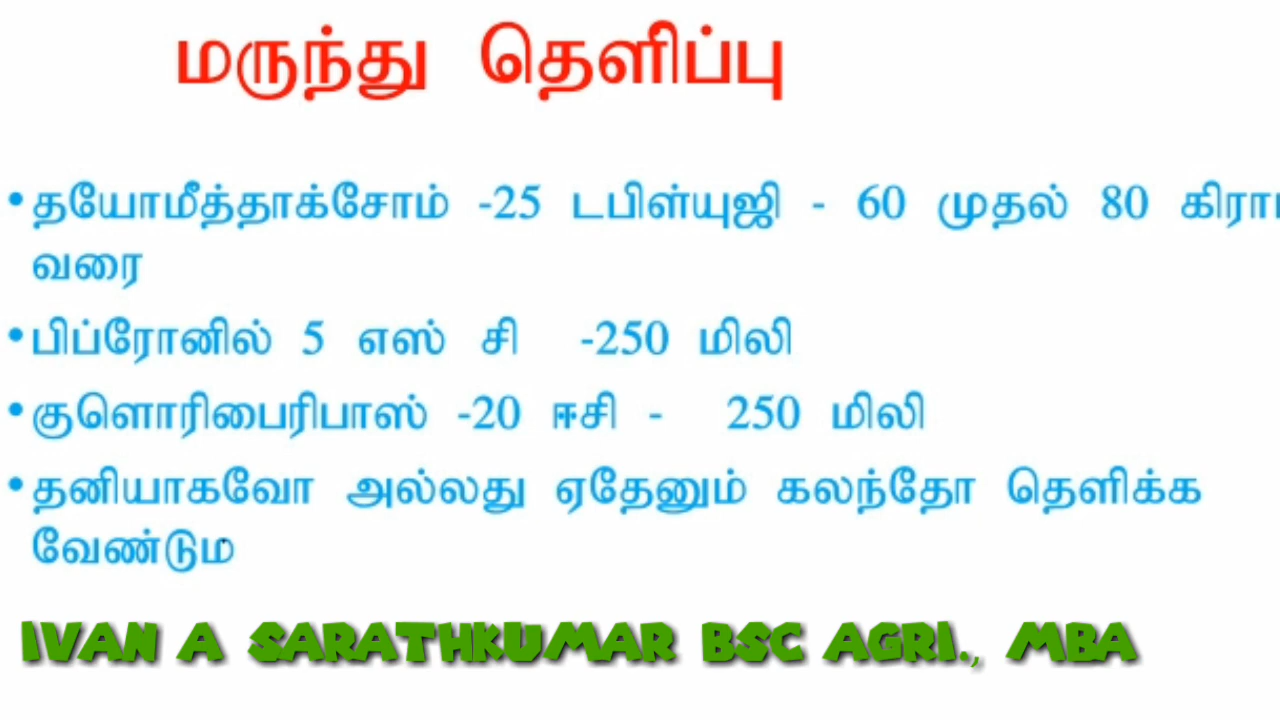 மருந்து தெளிப்பு
•தயோமீத்தாக்சோம் -25 டபிள்யுஜி - 60 முதல் 80 கிராம
வரை
•பிப்ரோனில் 5 எஸ் சி -250 மிலி
•குளொரிபைரிபாஸ் -20 ஈசி - 250 மிலி
•தனியாகவோ அல்லது ஏதேனும் கலந்தோ தெளிக்க
வேண்டும்
IVAN A SARATHKUMAR BSC AGRI., MBA